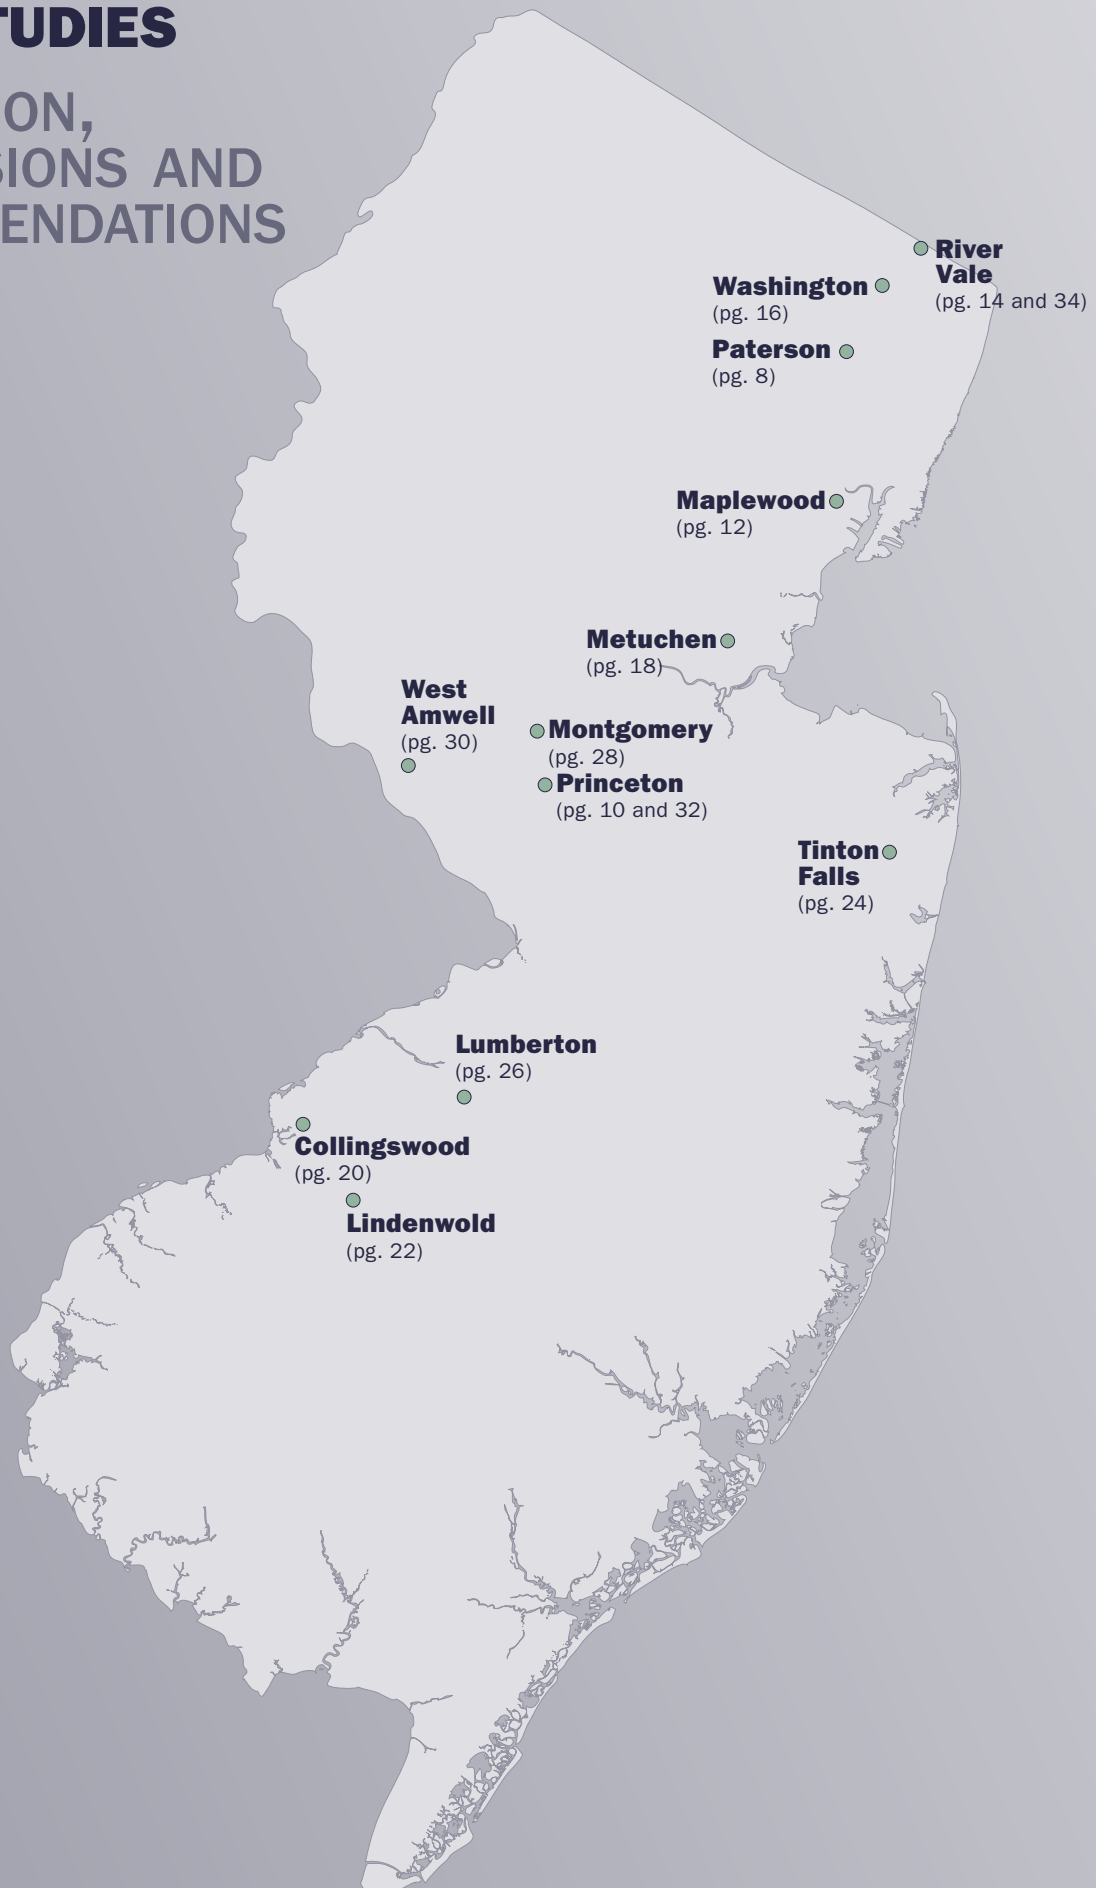 TUDIES
ON,
SIONS AND
ENDATIONS
River
Vale
(pg. 14 and 34)
Washington
(pg. 16)
Paterson
(pg. 8)
Maplewood
(pg. 12)
Metuchen
(pg. 18)
West
Amwell
(pg. 30)
Montgomery
(pg. 28)
Princeton
(pg. 10 and 32)
Tinton
Falls
(pg. 24)
Lumberton
(pg. 26)
Collingswood
(pg. 20)
Lindenwold
(pg. 22)